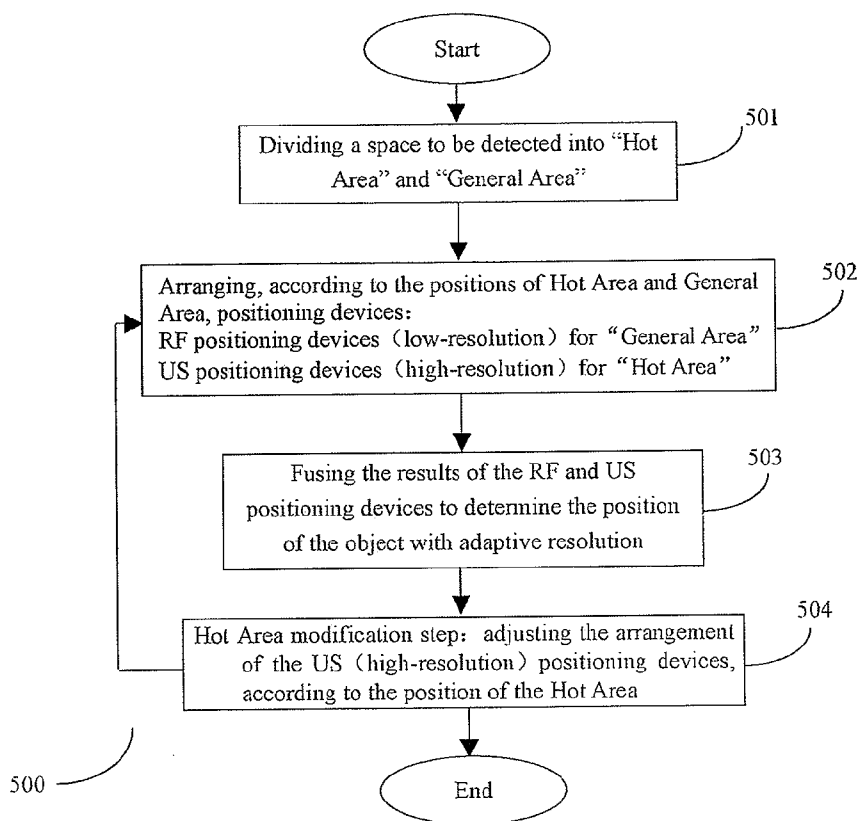 Start
501
Dividing a space to be detected into “Hot
Area” and “General Area”
502
Arranging, according to the positions of Hot Area and General
Area, positioning devices:
RF positioning devices (low-resolution) for “General Area”
US positioning devices (high-resolution) for “Hot Area”
503
Fusing the results of the RF and US
positioning devices to determine the position
of the object with adaptive resolution
504
Hot Area modification step: adjusting the arrangement
of the US (high-resolution) positioning devices,
according to the position of the Hot Area
500
End